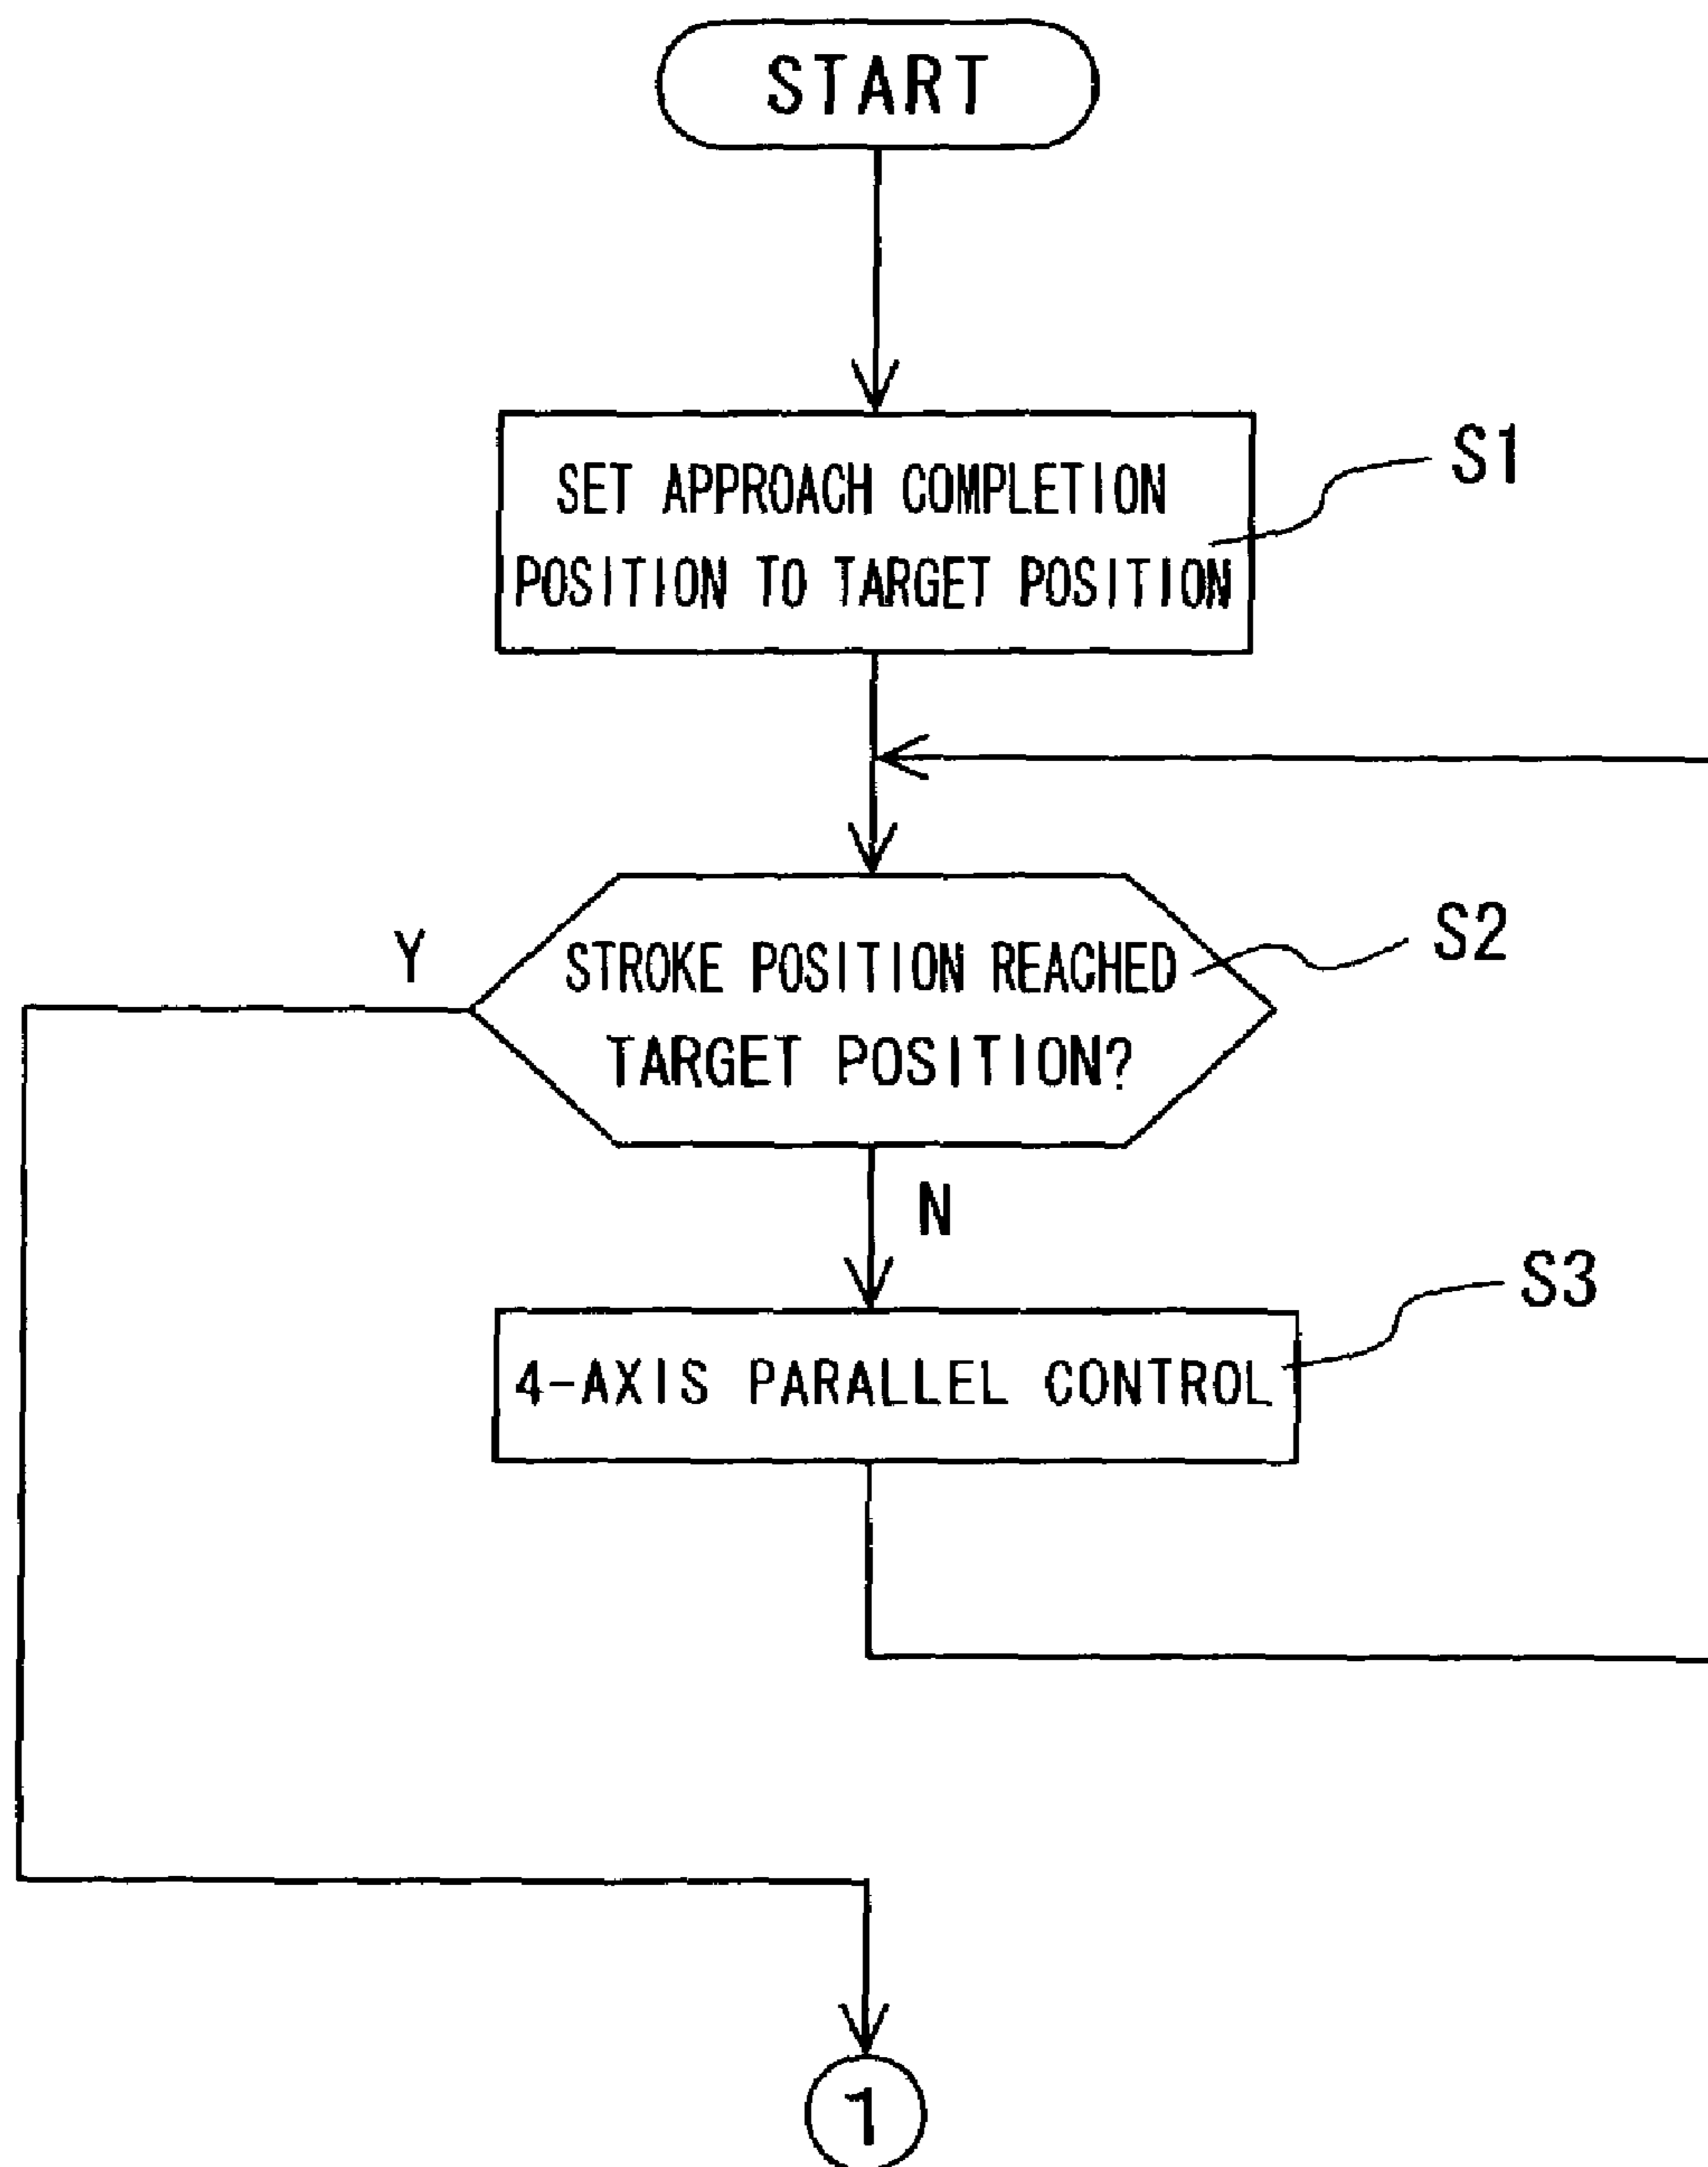 START
SET APPROACH COMPLETION
POSITION TO TARGET POSITION
S1
Y
STROKE POSITION REACHED
TARGET POSITION?
S2
N
4-AXIS PARALLEL CONTROL
S3
1